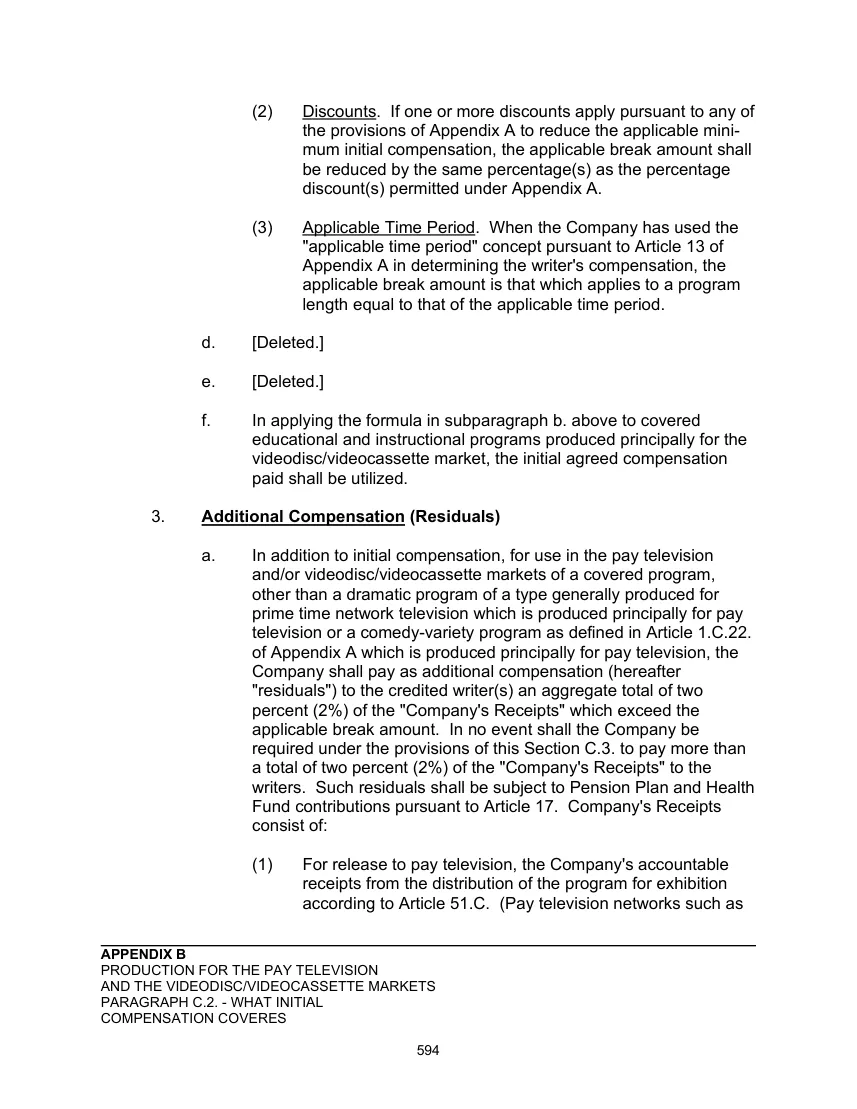 (2) Discounts. If one or more discounts apply pursuant to any of
the provisions of Appendix A to reduce the applicable mini-
mum initial compensation, the applicable break amount shall
be reduced by the same percentage(s) as the percentage
discount(s) permitted under Appendix A.
(3) Applicable Time Period. When the Company has used the
"applicable time period" concept pursuant to Article 13 of
Appendix A in determining the writer's compensation, the
applicable break amount is that which applies to a program
length equal to that of the applicable time period.
d. [Deleted.]
e. [Deleted.]
f. In applying the formula in subparagraph b. above to covered
educational and instructional programs produced principally for the
videodisc/videocassette market, the initial agreed compensation
paid shall be utilized.
3. Additional Compensation (Residuals)
a. In addition to initial compensation, for use in the pay television
and/or videodisc/videocassette markets of a covered program,
other than a dramatic program of a type generally produced for
prime time network television which is produced principally for pay
television or a comedy-variety program as defined in Article 1.C.22.
of Appendix A which is produced principally for pay television, the
Company shall pay as additional compensation (hereafter
"residuals") to the credited writer(s) an aggregate total of two
percent (2%) of the "Company's Receipts" which exceed the
applicable break amount. In no event shall the Company be
required under the provisions of this Section C.3. to pay more than
a total of two percent (2%) of the "Company's Receipts" to the
writers. Such residuals shall be subject to Pension Plan and Health
Fund contributions pursuant to Article 17. Company's Receipts
consist of:
(1) For release to pay television, the Company's accountable
receipts from the distribution of the program for exhibition
according to Article 51.C. (Pay television networks such as
APPENDIX B
PRODUCTION FOR THE PAY TELEVISION
AND THE VIDEODISC/VIDEOCASSETTE MARKETS
PARAGRAPH C.2. - WHAT INITIAL
COMPENSATION COVERES
594